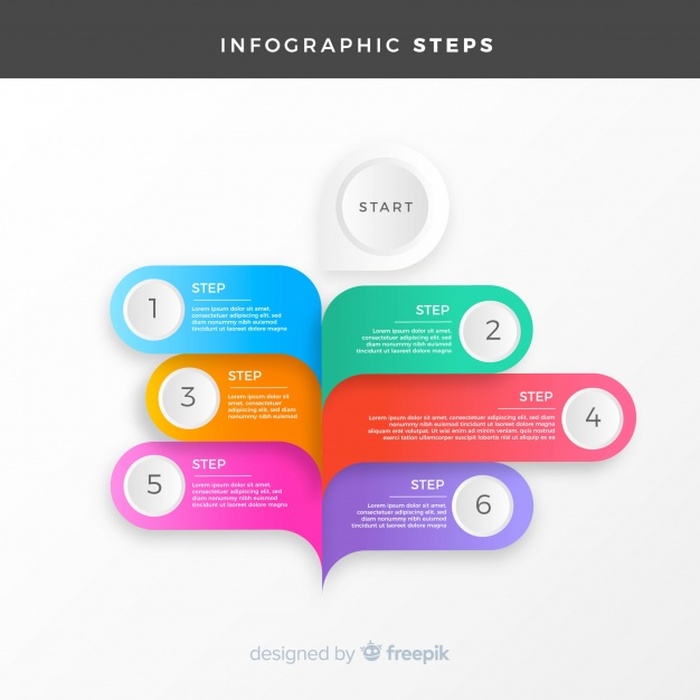 INFOGRAPHIC STEPS
START
1
STEP
Lorem ipsum dolor sit amet,
consectetuer adipiscing elit, sed
diam nonummy nibh euismod
tincidunt ut laoreet dolore magna
STEP
Lorem ipsum dolor sit amet,
consectetuer adipiscing elit, sed
diam nonummy nibh euismod
tincidunt ut laoreet dolore magna
2
3
STEP
Lorem ipsum dolor sit
amet, consectetuer
adipiscing elit, sed diam
nonummy nibh euismod
STEP
Lorem ipsum dolor sit amet, consectetuer adipiscing elit, sed
diam nonummy nibh euismod tincidunt ut laoreet dolore magna
aliquam erat volutpat. Ut wisi enim ad minim veniam, quis
nostrud exerci tation ullamcorper suscipit lobortis nisl ut ea
4
5
STEP
Lorem ipsum dolor sit amet,
consectetuer adipiscing elit, sed
diam nonummy nibh euismod
tincidunt ut laoreet dolore magna
STEP
Lorem ipsum dolor sit amet,
consectetuer adipiscing elit, sed
diam nonummy nibh euismod
tincidunt ut laoreet dolore magna
6
designed by freepik